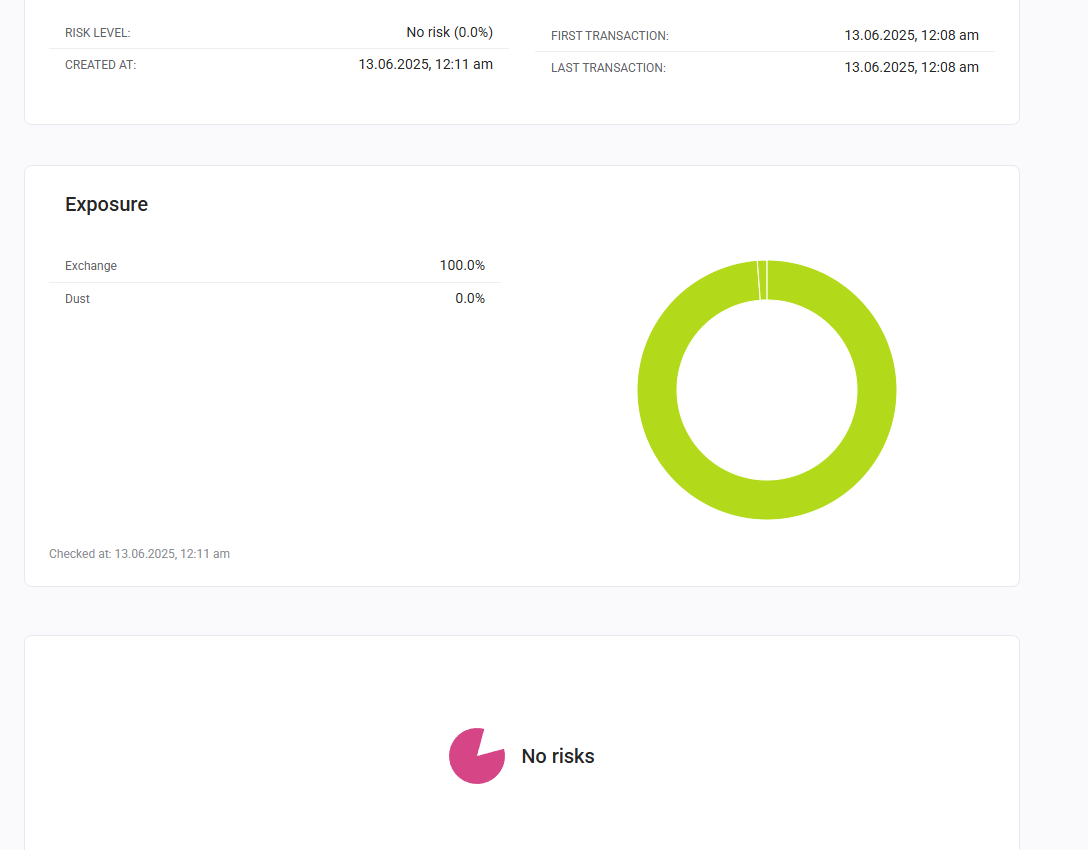 RISK LEVEL: No risk (0.0%)
CREATED AT: 13.06.2025, 12:11 am
FIRST TRANSACTION: 13.06.2025, 12:08 am
LAST TRANSACTION: 13.06.2025, 12:08 am
Exposure
Exchange 100.0%
Dust 0.0%
Checked at: 13.06.2025, 12:11 am
No risks